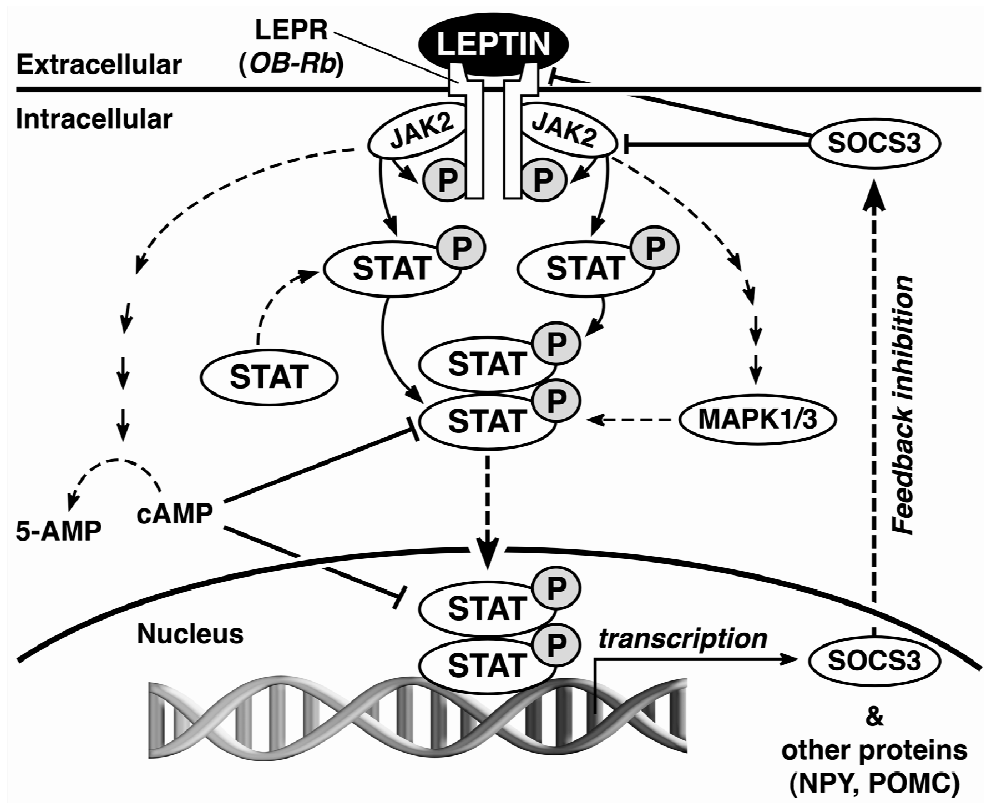 LEPR
(OB-Rb)
LEPTIN
Extracellular
Intracellular
JAK2
JAK2
SOCS3
P
P
STAT
P
STAT
P
STAT
STAT
P
STAT
P
MAPK1/3
Feedback inhibition
5-AMP
cAMP
Nucleus
STAT
P
STAT
P
transcription
SOCS3
&
other proteins
(NPY, POMC)